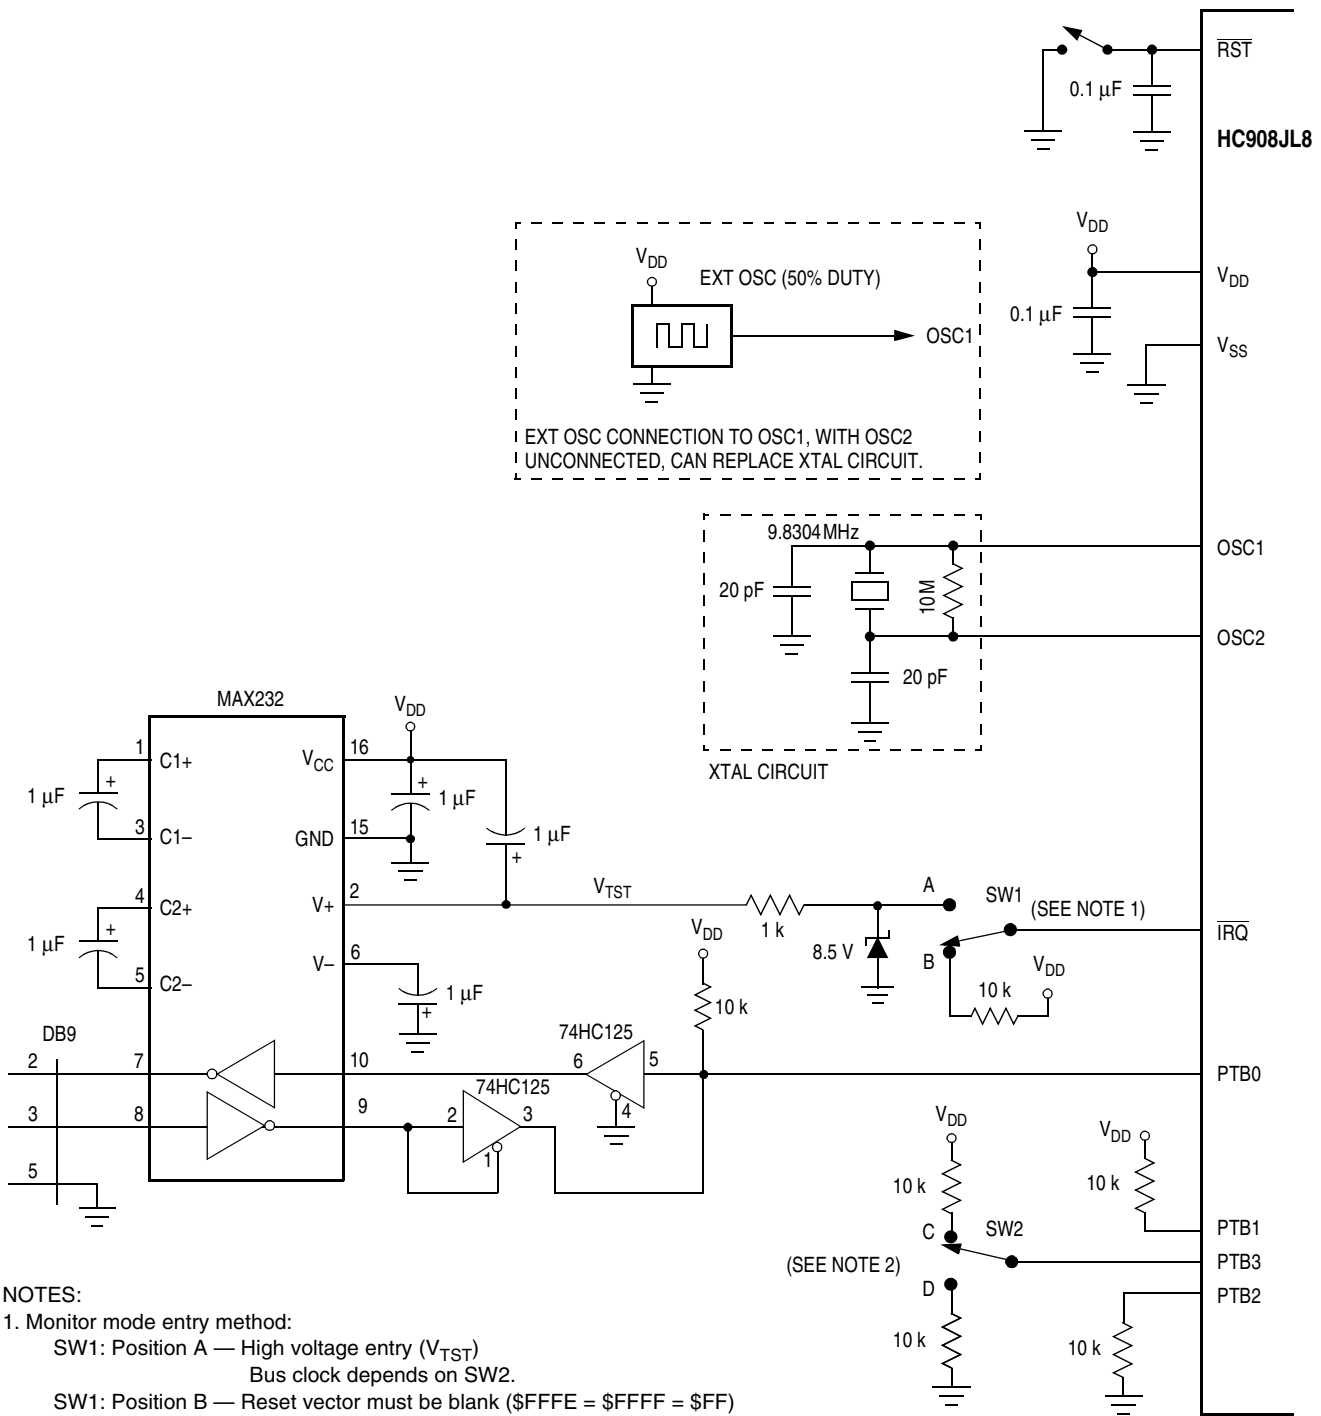 RST
0.1 μF
HC908JL8
VDD
VDD
EXT OSC (50% DUTY)
VDD
0.1 μF
OSC1
VSS
EXT OSC CONNECTION TO OSC1, WITH OSC2
UNCONNECTED, CAN REPLACE XTAL CIRCUIT.
9.8304MHz
OSC1
20 pF
10M
OSC2
20 pF
XTAL CIRCUIT
MAX232
VDD
1
C1+
VCC
16
1 μF
+
+
1 μF
3
C1–
GND
15
1 μF
+
4
C2+
V+
2
VTST
1 k
A
SW1
(SEE NOTE 1)
IRQ
1 μF
+
8.5 V
B
VDD
10 k
5
C2–
V–
6
1 μF
+
VDD
10 k
DB9
74HC125
2
7
10
6
5
4
PTB0
74HC125
3
8
9
2
3
1
5
VDD
10 k
VDD
10 k
C
SW2
PTB1
(SEE NOTE 2)
PTB3
D
PTB2
10 k
10 k
NOTES:
1. Monitor mode entry method:
SW1: Position A — High voltage entry (VTST)
Bus clock depends on SW2.
SW1: Position B — Reset vector must be blank ($FFFE = $FFFF = $FF)